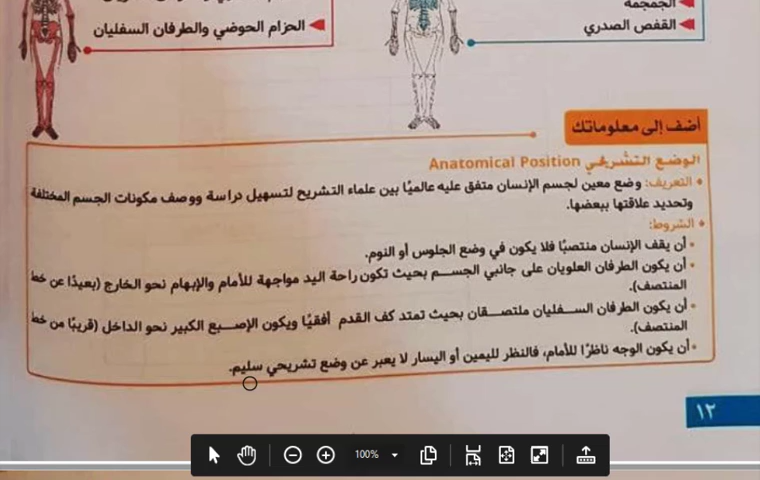 الجمجمة
القفص الصدري
الحزام الحوضي والطرفان السفليان
أضف إلى معلوماتك
الوضع التشريحي Anatomical Position
التعريف: وضع معين لجسم الإنسان متفق عليه عالميًا بين علماء التشريح لتسهيل دراسة ووصف مكونات الجسم المختلفة
وتحديد علاقتها ببعضها.
الشروط:
أن يقف الإنسان منتصبًا فلا يكون في وضع الجلوس أو النوم.
أن يكون الطرفان العلويان على جانبي الجسم بحيث تكون راحة اليد مواجهة للأمام والإبهام نحو الخارج (بعيدًا عن خط
المنتصف).
أن يكون الطرفان السفليان ملتصقان بحيث تمتد كف القدم أفقيًا ويكون الإصبع الكبير نحو الداخل (قريبًا من خط
المنتصف).
أن يكون الوجه ناظرًا للأمام، فالنظر لليمين أو اليسار لا يعبر عن وضع تشريحي سليم.
١٢
100%